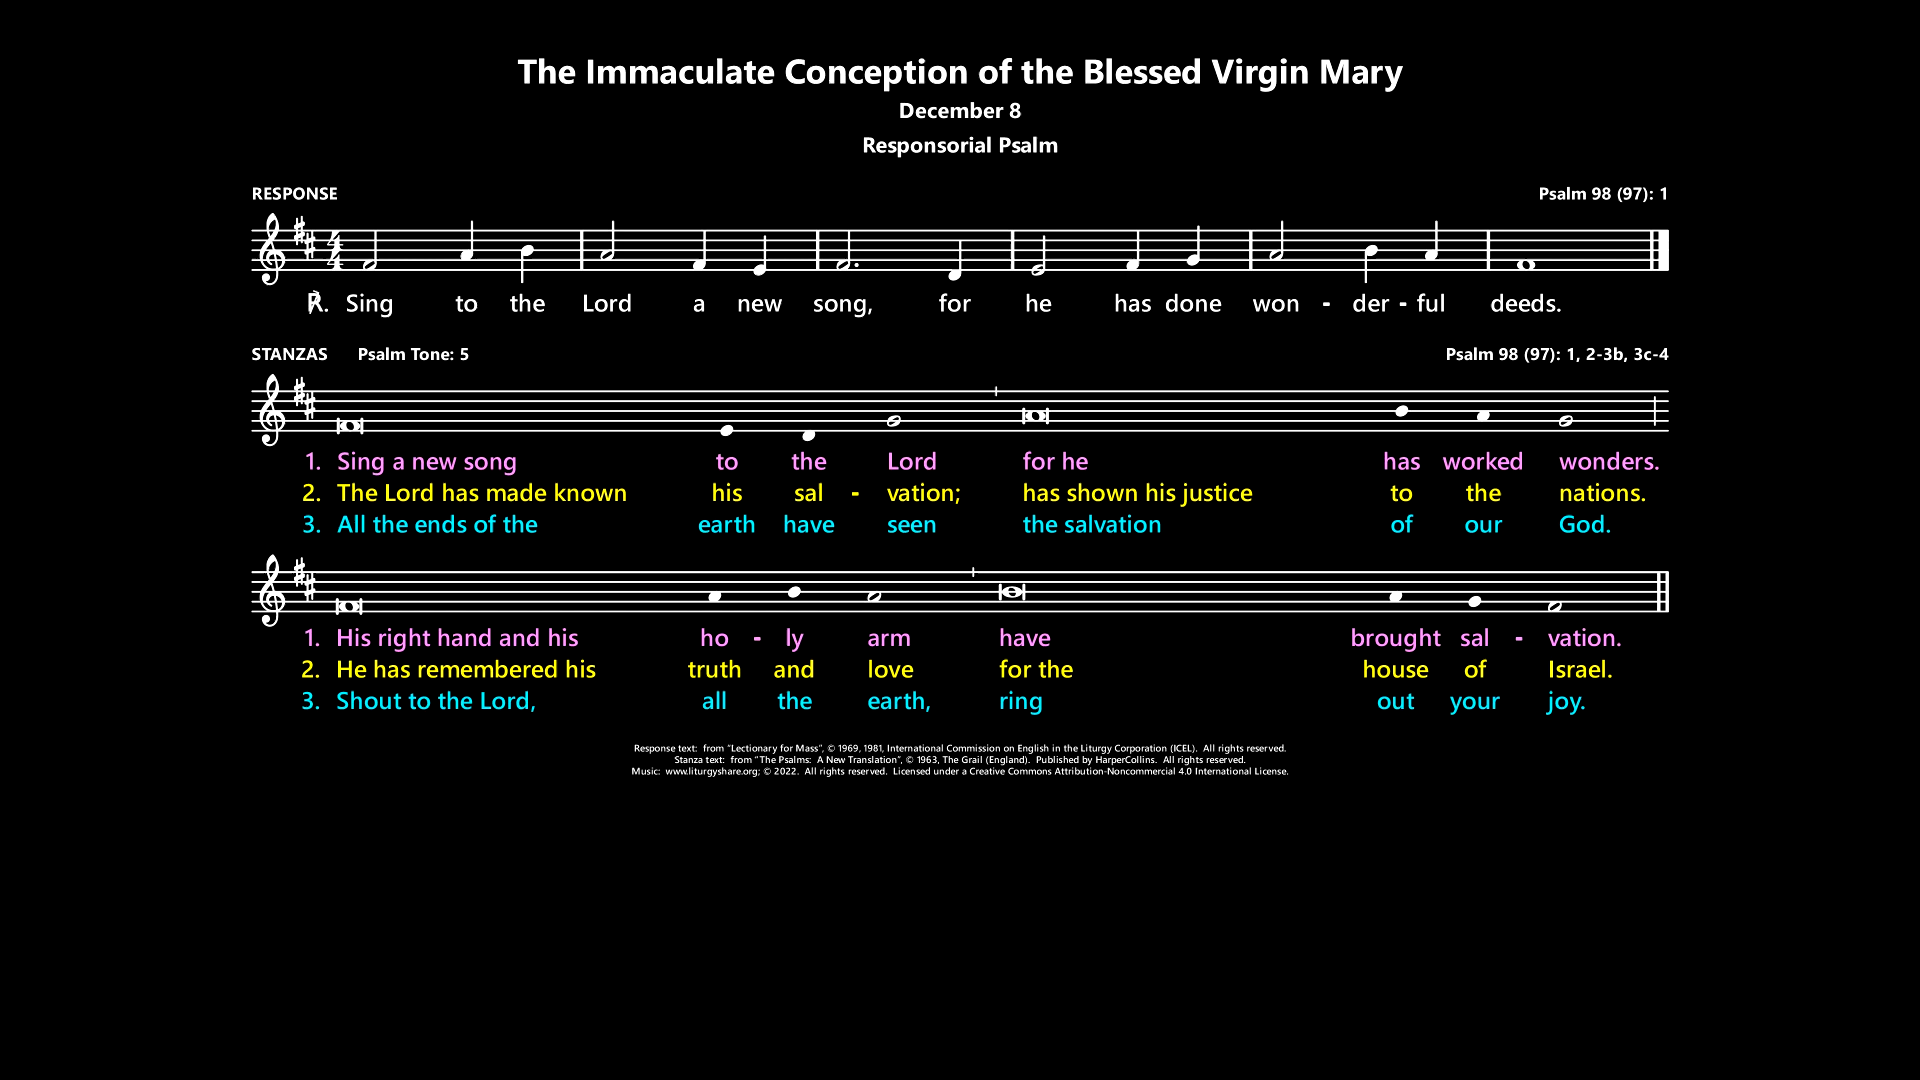 The Immaculate Conception of the Blessed Virgin Mary
December 8
Responsorial Psalm
RESPONSE Psalm 98 (97): 1
℟. Sing to the Lord a new song, for he has done won - der - ful deeds.
STANZAS Psalm Tone: 5 Psalm 98 (97): 1, 2-3b, 3c-4
1. Sing a new song to the Lord for he has worked wonders.
2. The Lord has made known his sal - vation; has shown his justice to the nations.
3. All the ends of the earth have seen the salvation of our God.
1. His right hand and his ho - ly arm have brought sal - vation.
2. He has remembered his truth and love for the house of Israel.
3. Shout to the Lord, all the earth, ring out your joy.
Response text: from “Lectionary for Mass”, © 1969, 1981, International Commission on English in the Liturgy Corporation (ICEL). All rights reserved.
Stanza text: from “The Psalms: A New Translation”, © 1963, The Grail (England). Published by HarperCollins. All rights reserved.
Music: www.liturgyshare.org; © 2022. All rights reserved. Licensed under a Creative Commons Attribution-Noncommercial 4.0 International License.